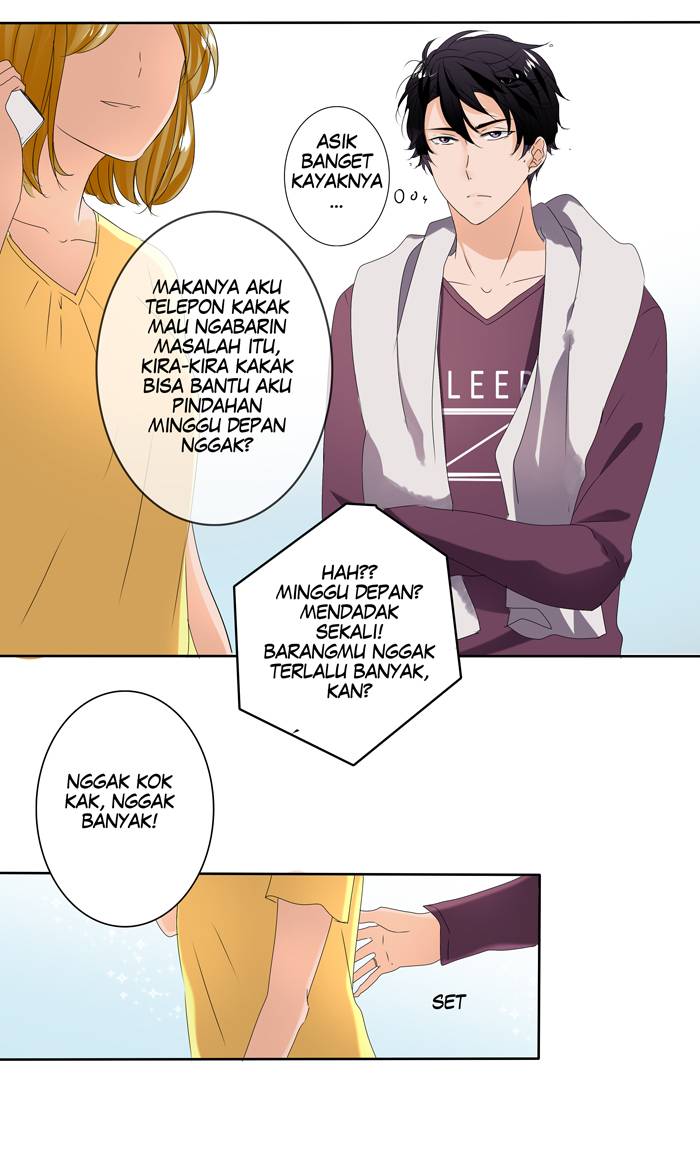 ASIK
BANGET
KAYAKNYA
...
MAKANYA AKU
TELEPON KAKAK
MAU NGABARIN
MASALAH ITU,
KIRA-KIRA KAKAK
BISA BANTU AKU
PINDAHAN
MINGGU DEPAN
NGGAK?
LEEP
HAH??
MINGGU DEPAN?
MENDADAK
SEKALI!
BARANGMU NGGAK
TERLALU BANYAK,
KAN?
NGGAK KOK
KAK, NGGAK
BANYAK!
SET